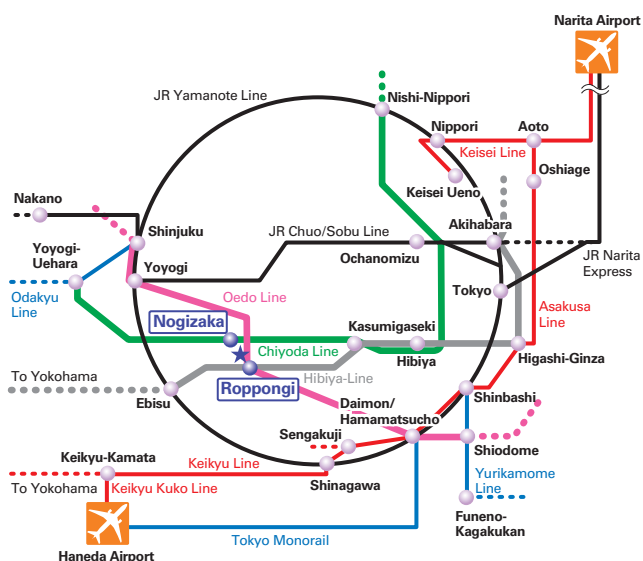 Narita Airport
JR Yamanote Line
Nishi-Nippori
Nippori
Aoto
Keisei Line
Oshiage
Keisei Ueno
Nakano
Shinjuku
Akihabara
JR Chuo/Sobu Line
Ochanomizu
Yoyogi-
Uehara
Yoyogi
JR Narita
Express
Tokyo
Odakyu
Line
Oedo Line
Asakusa
Line
Nogizaka
Kasumigaseki
Chiyoda Line
Hibiya
Higashi-Ginza
To Yokohama
Roppongi
Hibiya-Line
Ebisu
Daimon/
Hamamatsucho
Shinbashi
Sengakuji
Shiodome
Keikyu-Kamata
Keikyu Line
Shinagawa
Yurikamome
Line
To Yokohama
Keikyu Kuko Line
Funeno-
Kagakukan
Tokyo Monorail
Haneda Airport